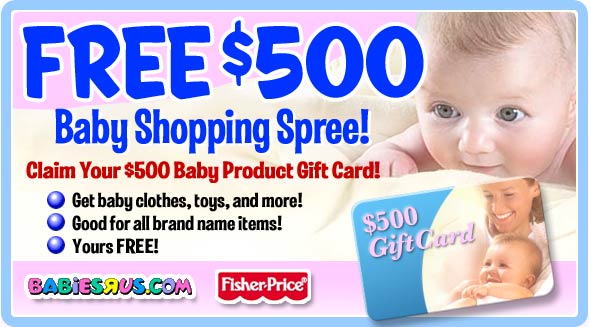 FREE $500
Baby Shopping Spree!
Claim Your $500 Baby Product Gift Card!
Get baby clothes, toys, and more!
Good for all brand name items!
Yours FREE!
$500
Gift Card
BABIESRUS.COM
Fisher-Price®